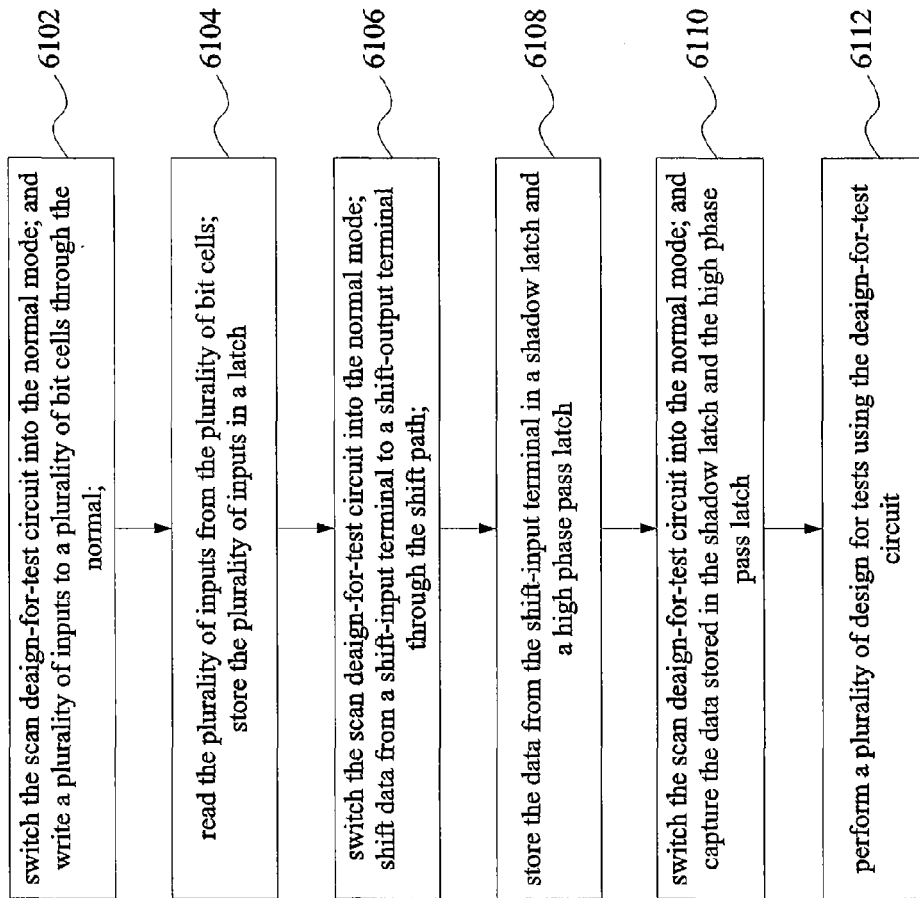 switch the scan deaign-for-test circuit into the normal mode; and
write a plurality of inputs to a plurality of bit cells through the
normal;
6102
read the plurality of inputs from the plurality of bit cells;
store the plurality of inputs in a latch
6104
switch the scan deaign-for-test circuit into the normal mode;
shift data from a shift-input terminal to a shift-output terminal
through the shift path;
6106
store the data from the shift-input terminal in a shadow latch and
a high phase pass latch
6108
switch the scan deaign-for-test circuit into the normal mode; and
capture the data stored in the shadow latch and the high phase
pass latch
6110
perform a plurality of design for tests using the deaign-for-test
circuit
6112